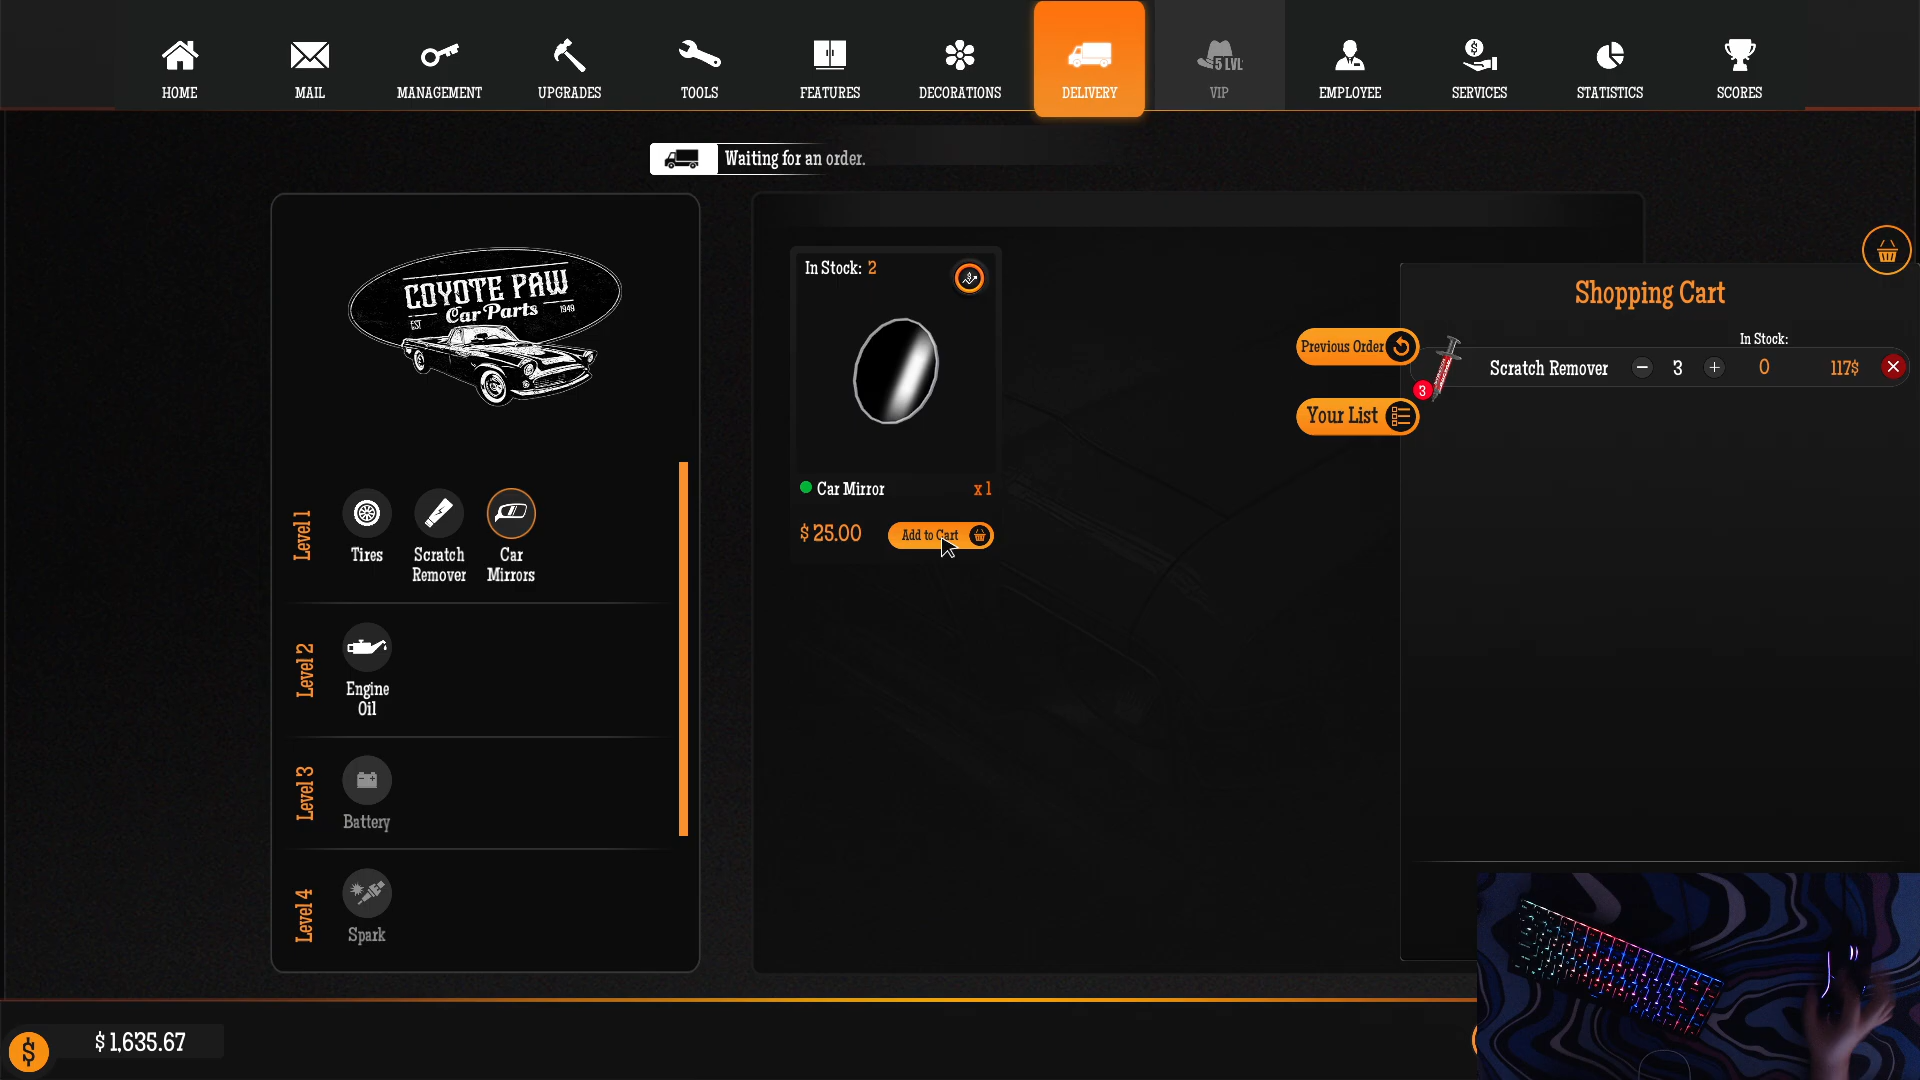 HOME
MAIL
MANAGEMENT
UPGRADES
TOOLS
FEATURES
DECORATIONS
DELIVERY
5 LVL
VIP
EMPLOYEE
SERVICES
STATISTICS
SCORES
Waiting for an order.
COYOTE PAW
Car Parts
EST
1949
Level 1
Tires
Scratch
Remover
Car
Mirrors
Level 2
Engine
Oil
Level 3
Battery
Level 4
Spark
In Stock: 2
Car Mirror x 1
$ 25.00
Add to Cart
Previous Order
Your List
Shopping Cart
In Stock:
Scratch Remover − 3 + 0 117$
3
$ 1,635.67